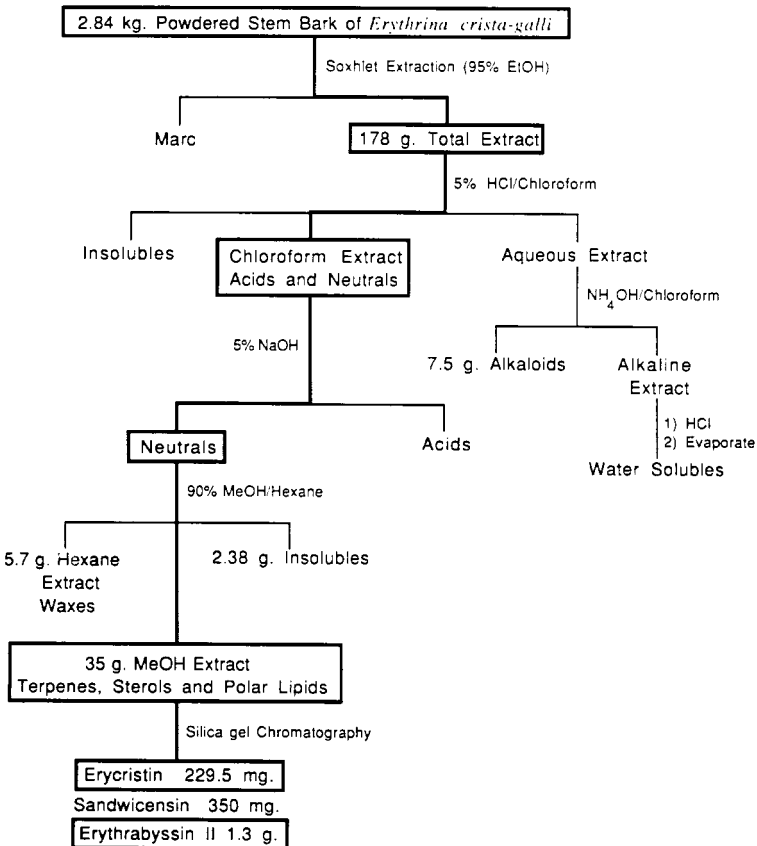 2.84 kg. Powdered Stem Bark of Erythrina crista-galli
Soxhlet Extraction (95% EtOH)
Marc
178 g. Total Extract
5% HCl/Chloroform
Insolubles
Chloroform Extract
Acids and Neutrals
Aqueous Extract
NH4OH/Chloroform
5% NaOH
7.5 g. Alkaloids
Alkaline
Extract
1) HCl
2) Evaporate
Water Solubles
Neutrals
Acids
90% MeOH/Hexane
5.7 g. Hexane
Extract
Waxes
2.38 g. Insolubles
35 g. MeOH Extract
Terpenes, Sterols and Polar Lipids
Silica gel Chromatography
Erycristin 229.5 mg.
Sandwicensin 350 mg.
Erythrabyssin II 1.3 g.